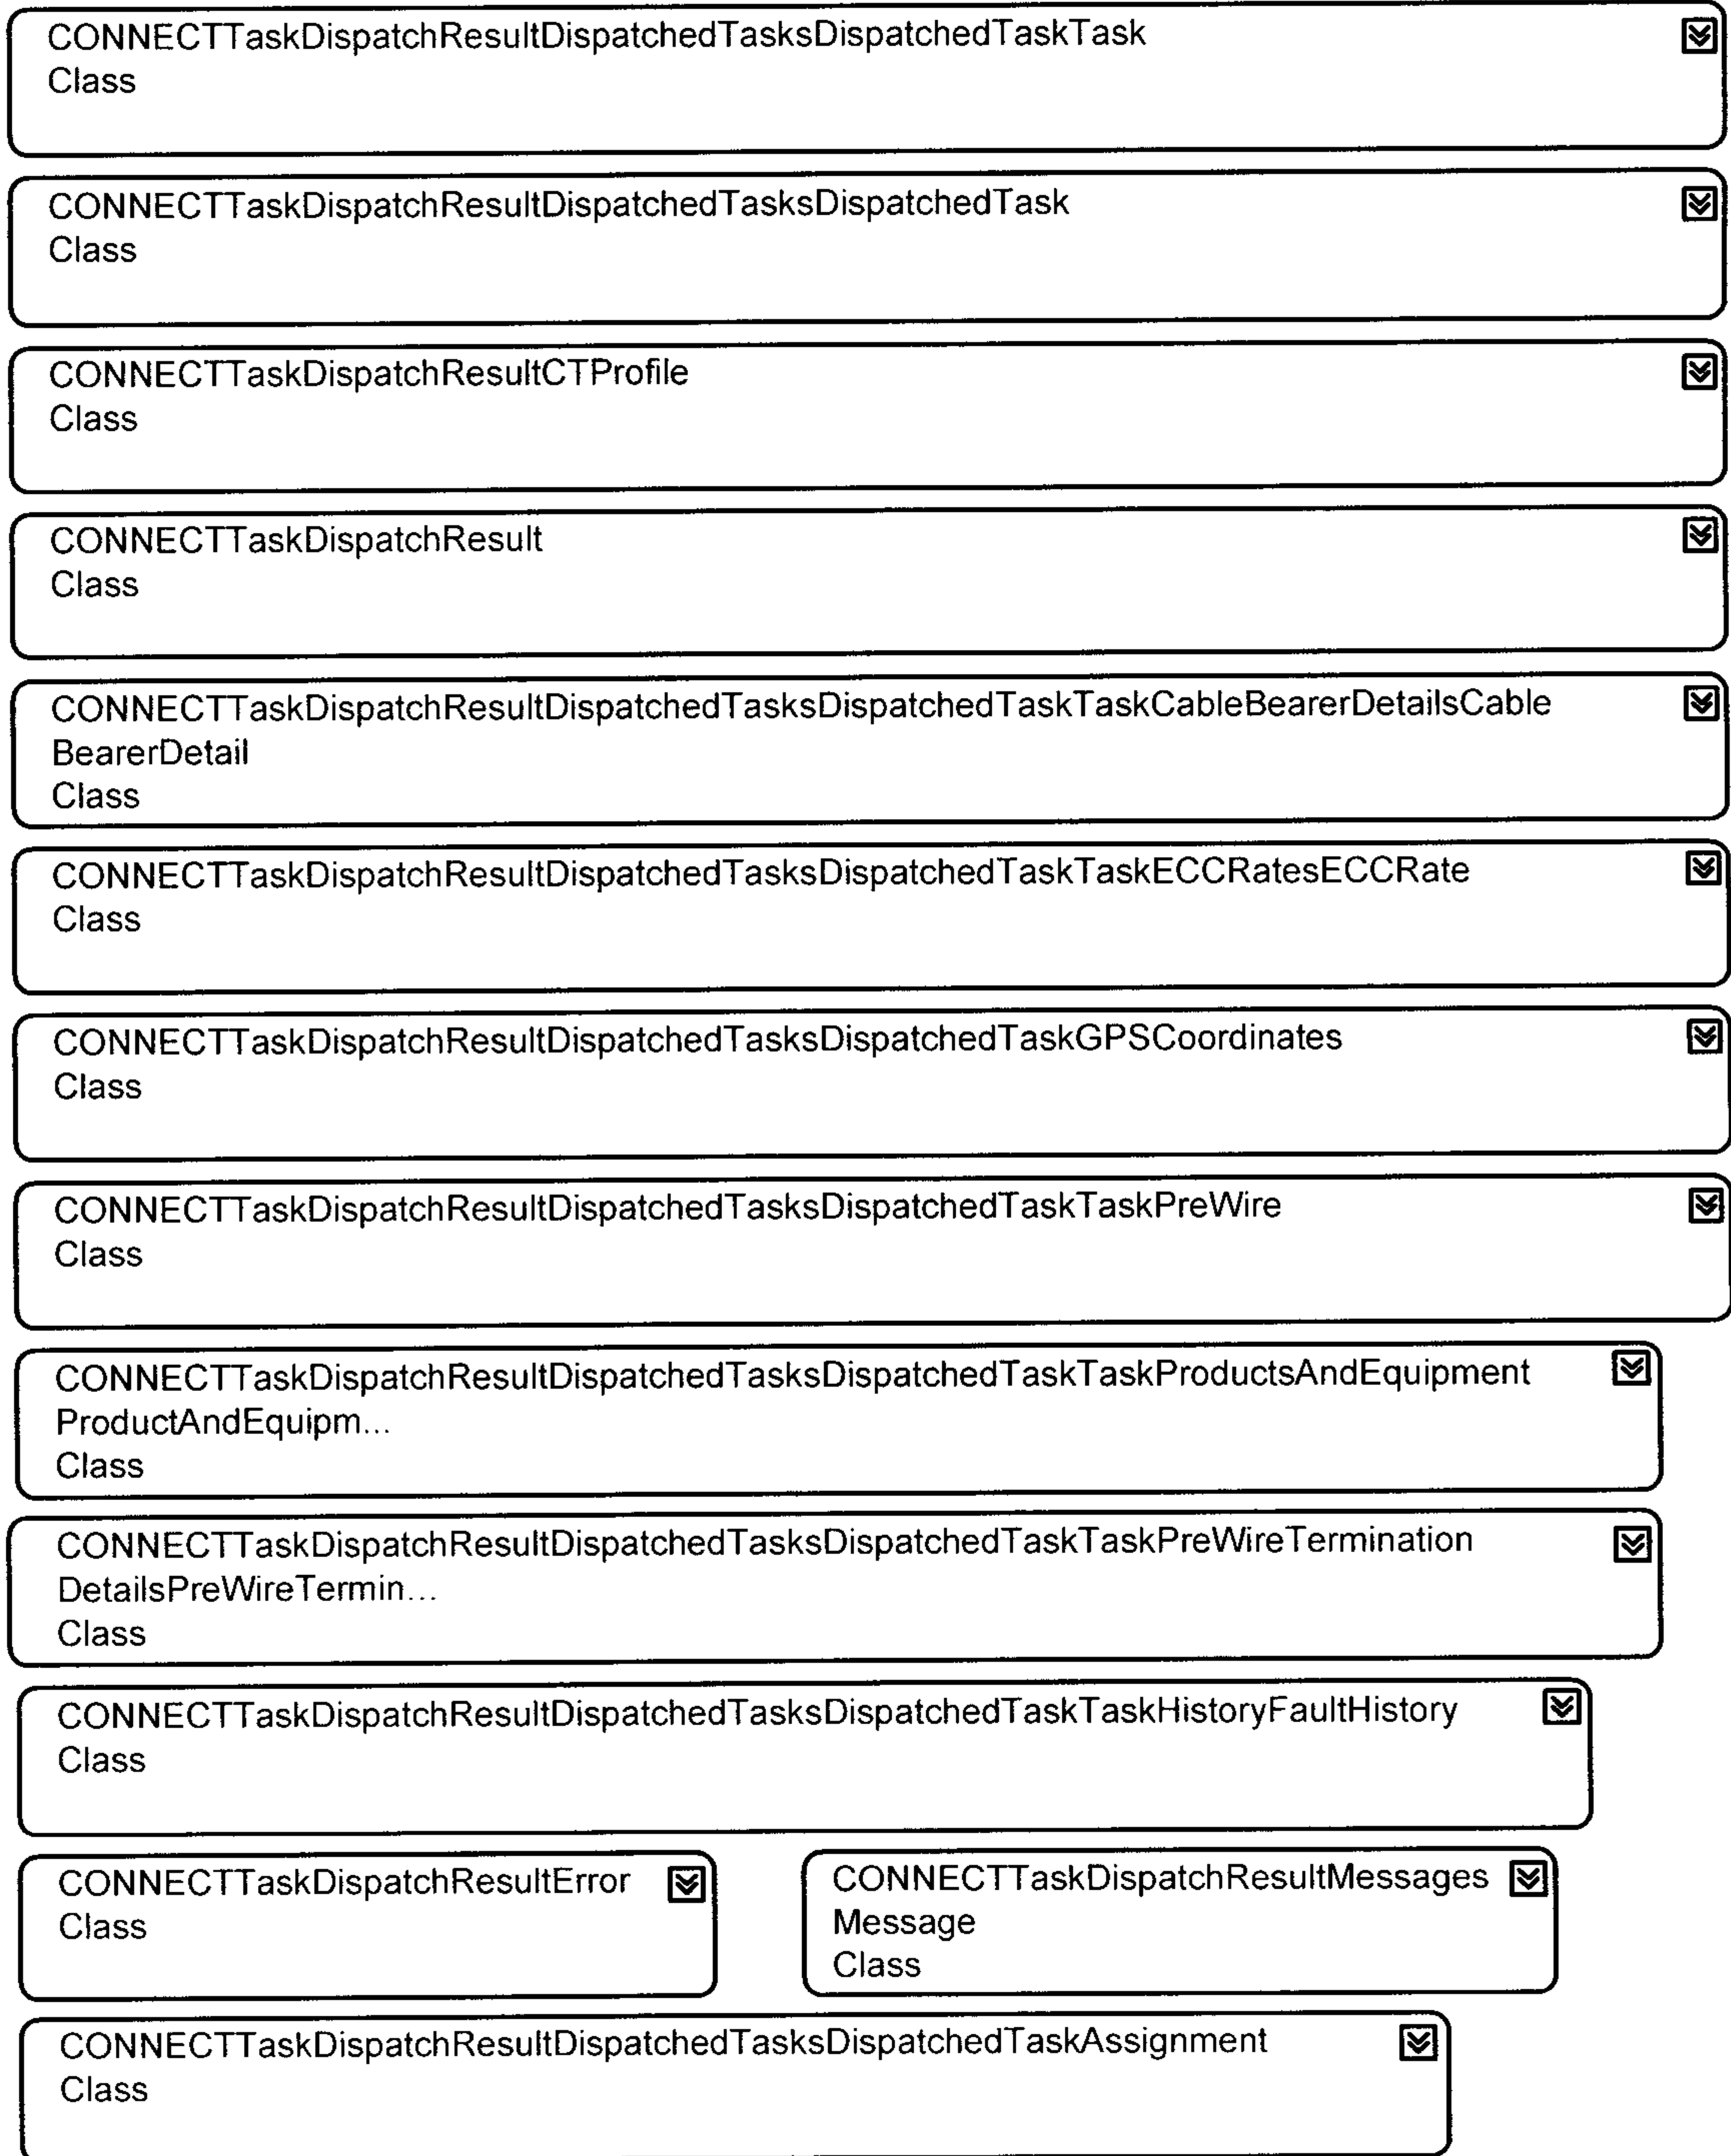 CONNECTTaskDispatchResultDispatchedTasksDispatchedTaskTask
Class
CONNECTTaskDispatchResultDispatchedTasksDispatchedTask
Class
CONNECTTaskDispatchResultCTProfile
Class
CONNECTTaskDispatchResult
Class
CONNECTTaskDispatchResultDispatchedTasksDispatchedTaskTaskCableBearerDetailsCable
BearerDetail
Class
CONNECTTaskDispatchResultDispatchedTasksDispatchedTaskTaskECCRatesECCRate
Class
CONNECTTaskDispatchResultDispatchedTasksDispatchedTaskGPSCoordinates
Class
CONNECTTaskDispatchResultDispatchedTasksDispatchedTaskTaskPreWire
Class
CONNECTTaskDispatchResultDispatchedTasksDispatchedTaskTaskProductsAndEquipment
ProductAndEquipm...
Class
CONNECTTaskDispatchResultDispatchedTasksDispatchedTaskTaskPreWireTermination
DetailsPreWireTermin...
Class
CONNECTTaskDispatchResultDispatchedTasksDispatchedTaskTaskHistoryFaultHistory
Class
CONNECTTaskDispatchResultError
Class
CONNECTTaskDispatchResultMessages
Message
Class
CONNECTTaskDispatchResultDispatchedTasksDispatchedTaskAssignment
Class